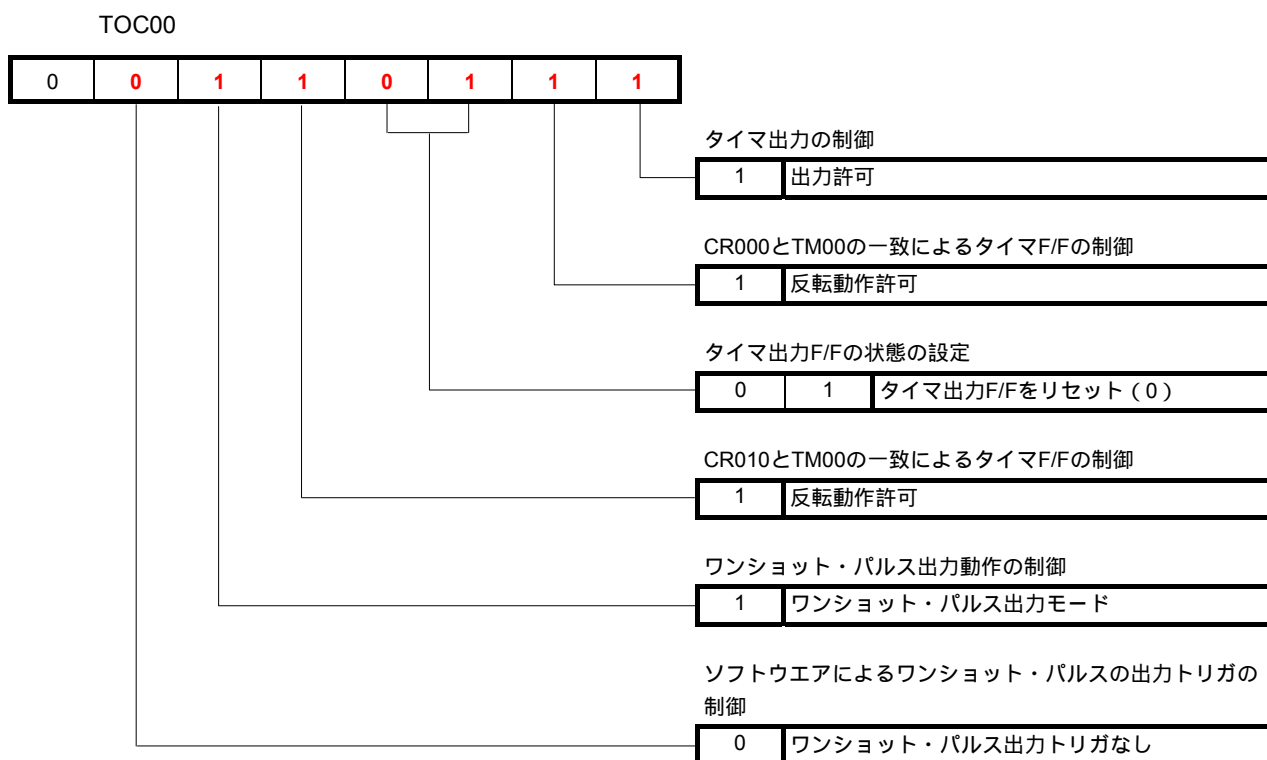 TOC00
0 0 1 1 0 1 1 1
タイマ出力の制御
1 出力許可
CR000とTM00の一致によるタイマF/Fの制御
1 反転動作許可
タイマ出力F/Fの状態の設定
0 1 タイマ出力F/Fをリセット（0）
CR010とTM00の一致によるタイマF/Fの制御
1 反転動作許可
ワンショット・パルス出力動作の制御
1 ワンショット・パルス出力モード
ソフトウエアによるワンショット・パルスの出力トリガの
制御
0 ワンショット・パルス出力トリガなし